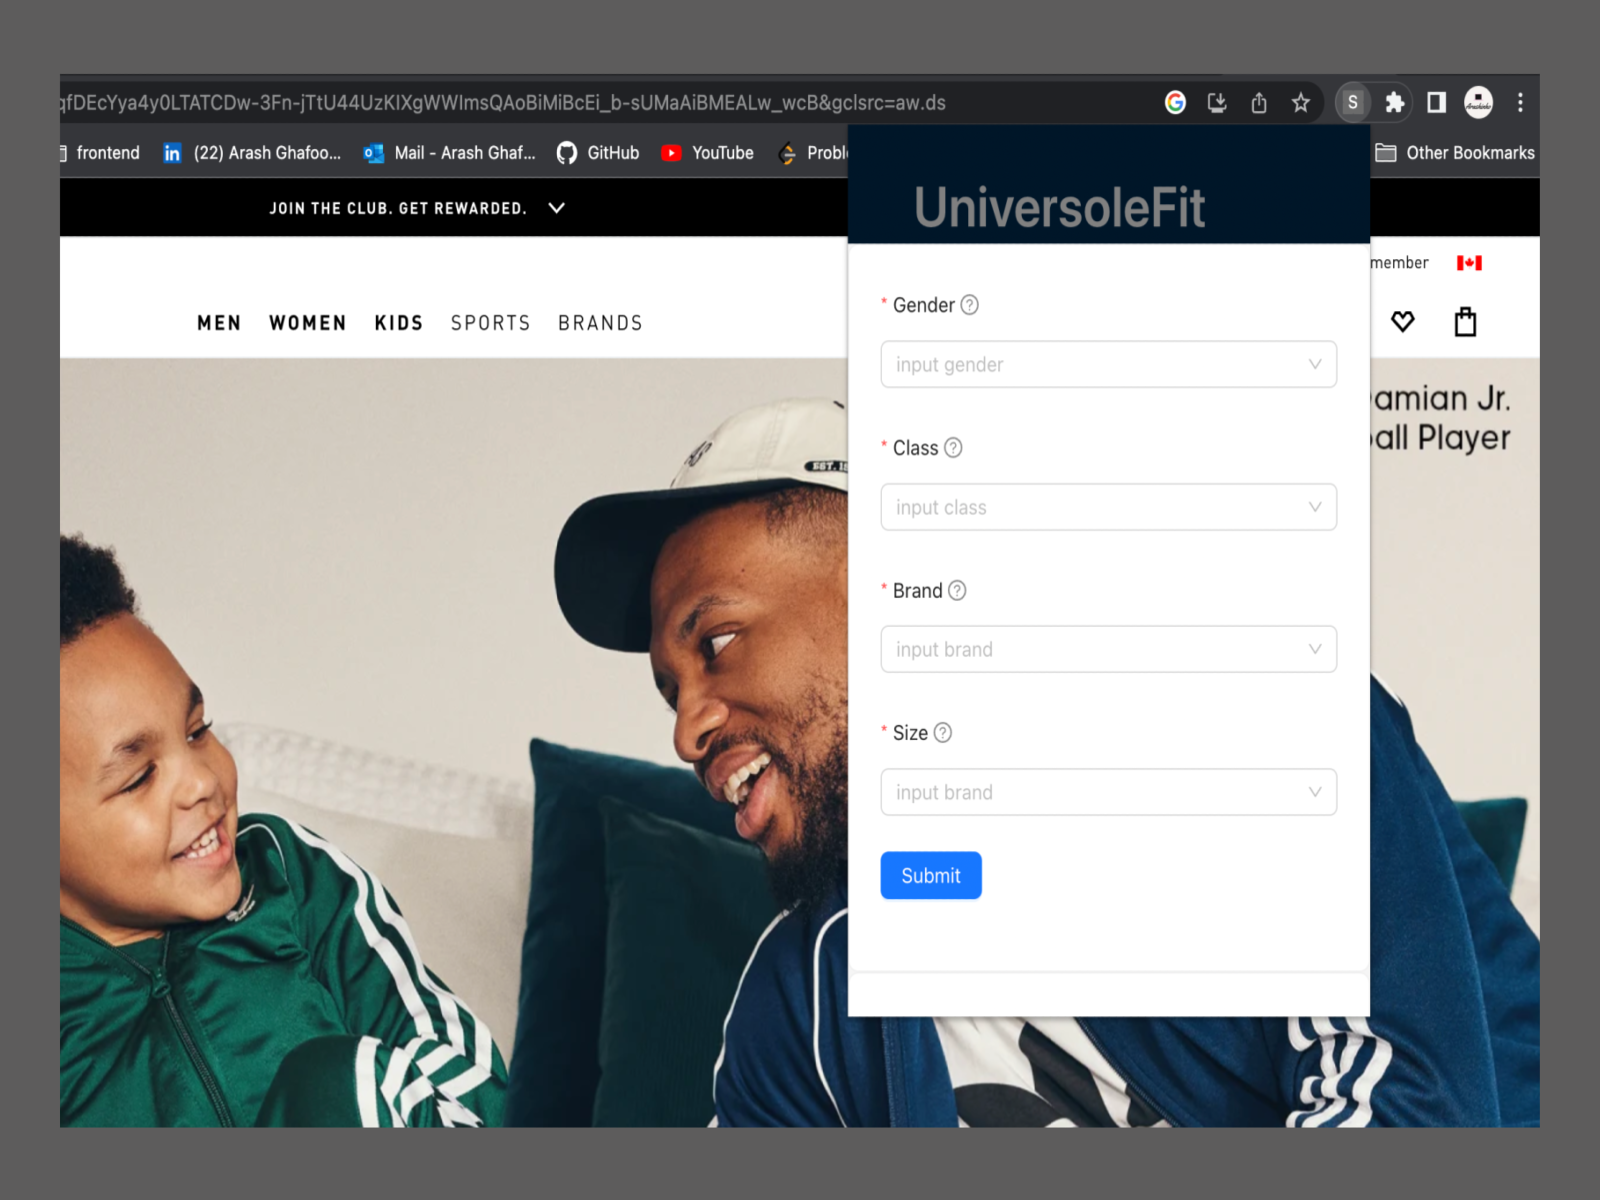 qfDEcYya4y0LTATCDw-3Fn-jTtU44UzKIXgWWImsQAoBiMiBcEi_b-sUMaAiBMEALw_wcB&gclsrc=aw.ds
S
frontend
in
(22) Arash Ghafoo...
Mail - Arash Ghaf...
GitHub
YouTube
Probl
Other Bookmarks
JOIN THE CLUB. GET REWARDED.
UniversoleFit
member
MEN WOMEN KIDS SPORTS BRANDS
* Gender ?
input gender
amian Jr.
all Player
* Class ?
input class
EST.
* Brand ?
input brand
* Size ?
input brand
Submit